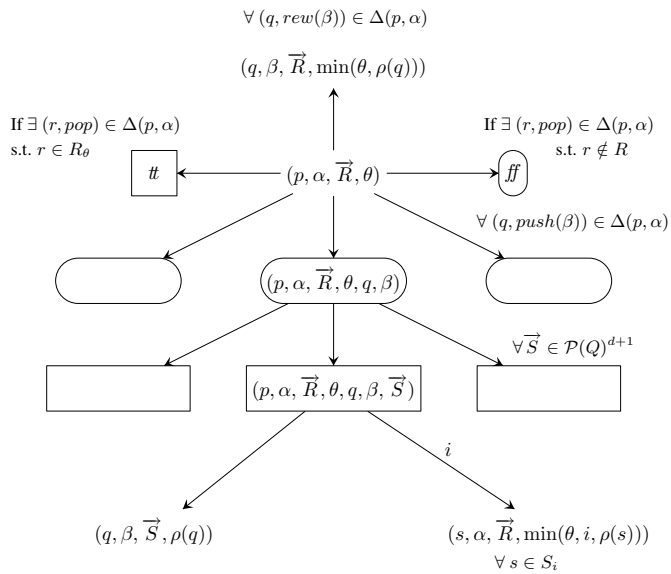 ∀ (q, rew(β)) ∈ Δ(p, α)
(q, β, R⃗, min(θ, ρ(q)))
If ∃ (r, pop) ∈ Δ(p, α)
s.t. r ∈ R_θ
If ∃ (r, pop) ∈ Δ(p, α)
s.t. r ∉ R
tt
(p, α, R⃗, θ)
ff
∀ (q, push(β)) ∈ Δ(p, α)
(p, α, R⃗, θ, q, β)
∀ S⃗ ∈ 𝒫(Q)^{d+1}
(p, α, R⃗, θ, q, β, S⃗)
i
(q, β, S⃗, ρ(q))
(s, α, R⃗, min(θ, i, ρ(s)))
∀ s ∈ S_i